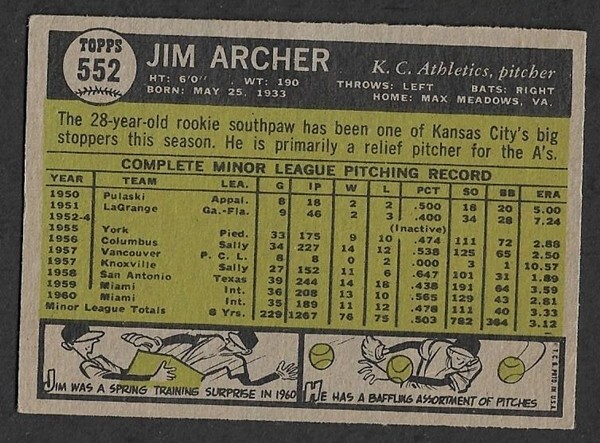 TOPPS
552
JIM ARCHER
K. C. Athletics, pitcher
HT: 6'0" . WT: 190 THROWS: LEFT BATS: RIGHT
BORN: MAY 25, 1933 HOME: MAX MEADOWS, VA.
The 28-year-old rookie southpaw has been one of Kansas City's big
stoppers this season. He is primarily a relief pitcher for the A's.
COMPLETE MINOR LEAGUE PITCHING RECORD
YEAR TEAM LEA. G IP W L PCT SO BB ERA
1950 Pulaski Appal. 8 18 2 2 .500 18 20 5.00
1951 LaGrange Ga.-Fla. 9 46 2 3 .400 34 28 7.24
1952-4 (Inactive)
1955 York Pied. 33 175 9 10 .474 111 72 2.88
1956 Columbus Sally 34 227 14 12 .538 125 65 2.50
1957 Vancouver P. C. L. 8 8 0 2 .000 3 1 10.57
1957 Knoxville Sally 27 152 11 6 .647 101 31 1.89
1958 San Antonio Texas 39 244 14 18 .438 191 64 3.59
1959 Miami Int. 36 208 13 10 .565 129 43 2.81
1960 Miami Int. 35 189 11 12 .478 111 40 3.33
Minor League Totals 8 Yrs. 229 1267 76 75 .503 782 364 3.12
JIM WAS A SPRING TRAINING SURPRISE IN 1960
HE HAS A BAFFLING ASSORTMENT OF PITCHES
T. C. G. PRTD IN U.S.A.